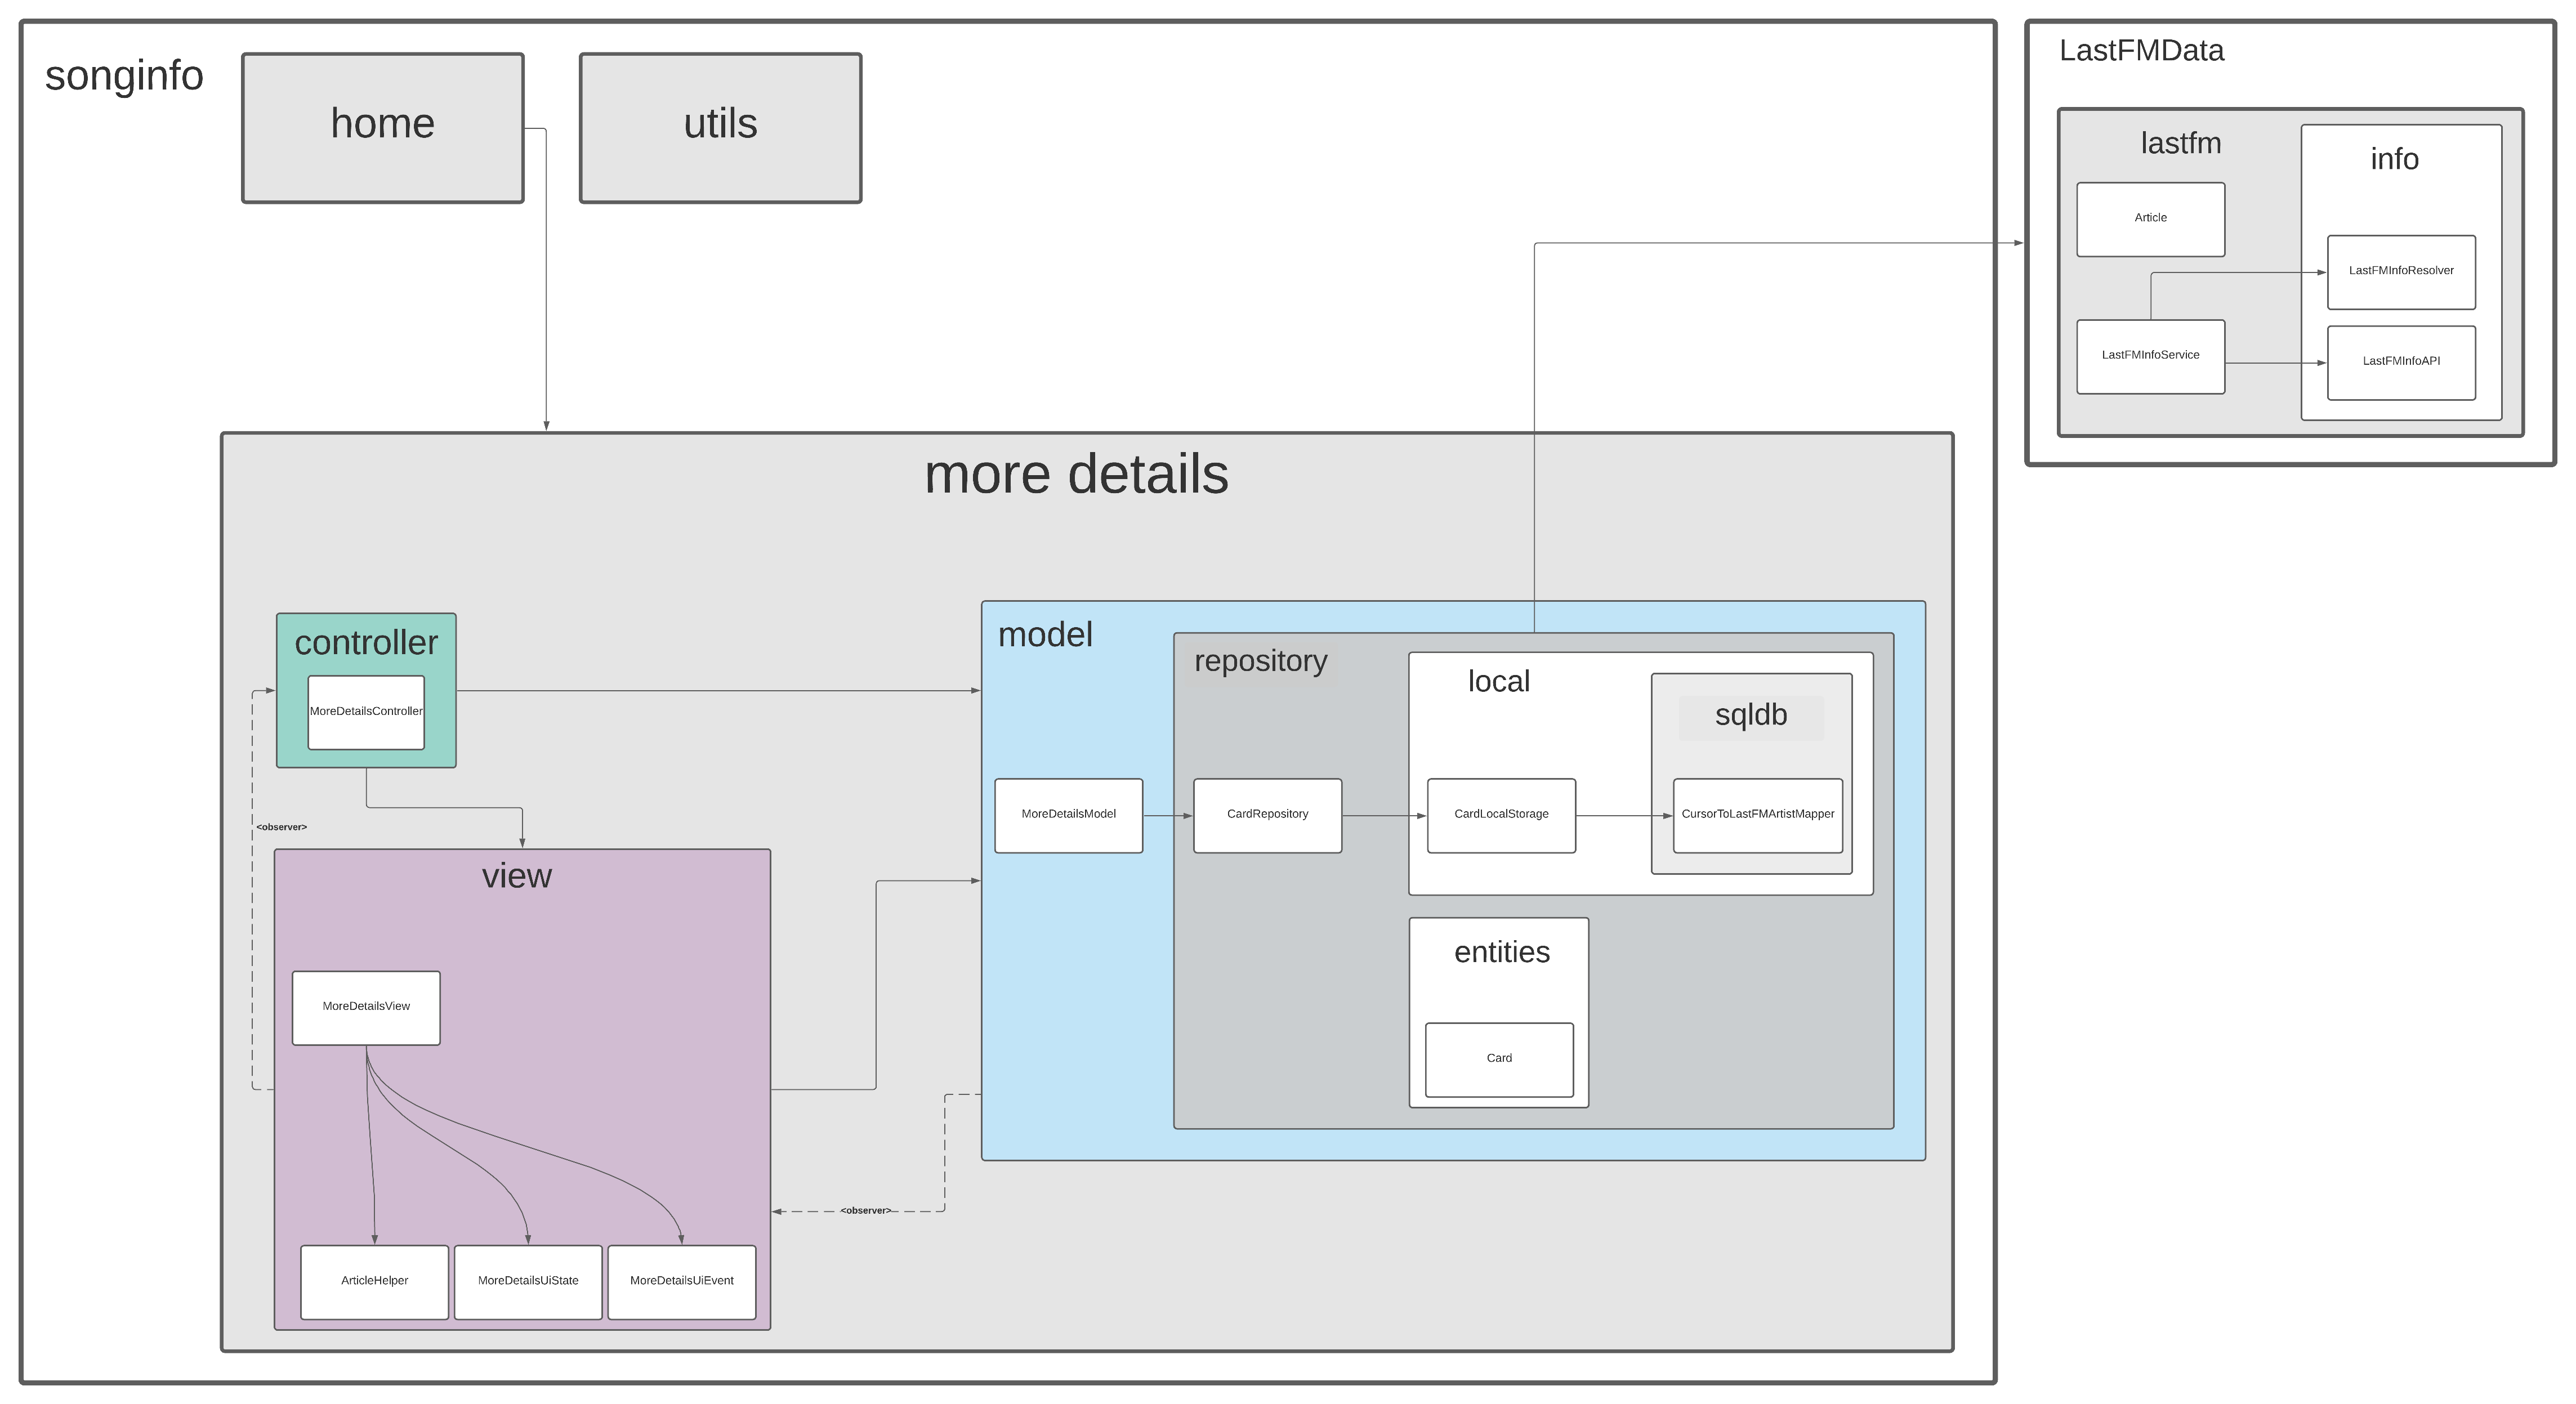 songinfo
home
utils
LastFMData
lastfm
info
Article
LastFMInfoResolver
LastFMInfoService
LastFMInfoAPI
more details
controller
MoreDetailsController
<observer>
view
MoreDetailsView
ArticleHelper
MoreDetailsUiState
MoreDetailsUiEvent
<observer>
model
MoreDetailsModel
repository
CardRepository
local
CardLocalStorage
sqldb
CursorToLastFMArtistMapper
entities
Card